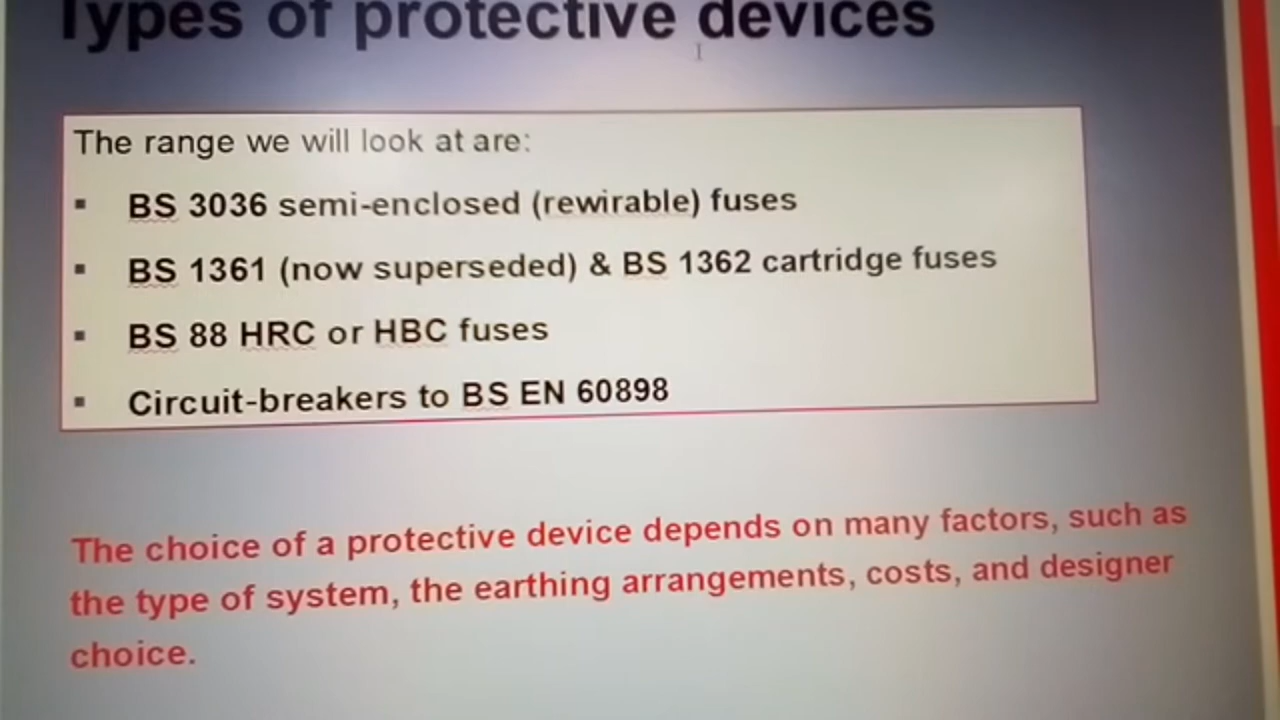 Types of protective devices
The range we will look at are:
▪ BS 3036 semi-enclosed (rewirable) fuses
▪ BS 1361 (now superseded) & BS 1362 cartridge fuses
▪ BS 88 HRC or HBC fuses
▪ Circuit-breakers to BS EN 60898
The choice of a protective device depends on many factors, such as
the type of system, the earthing arrangements, costs, and designer
choice.